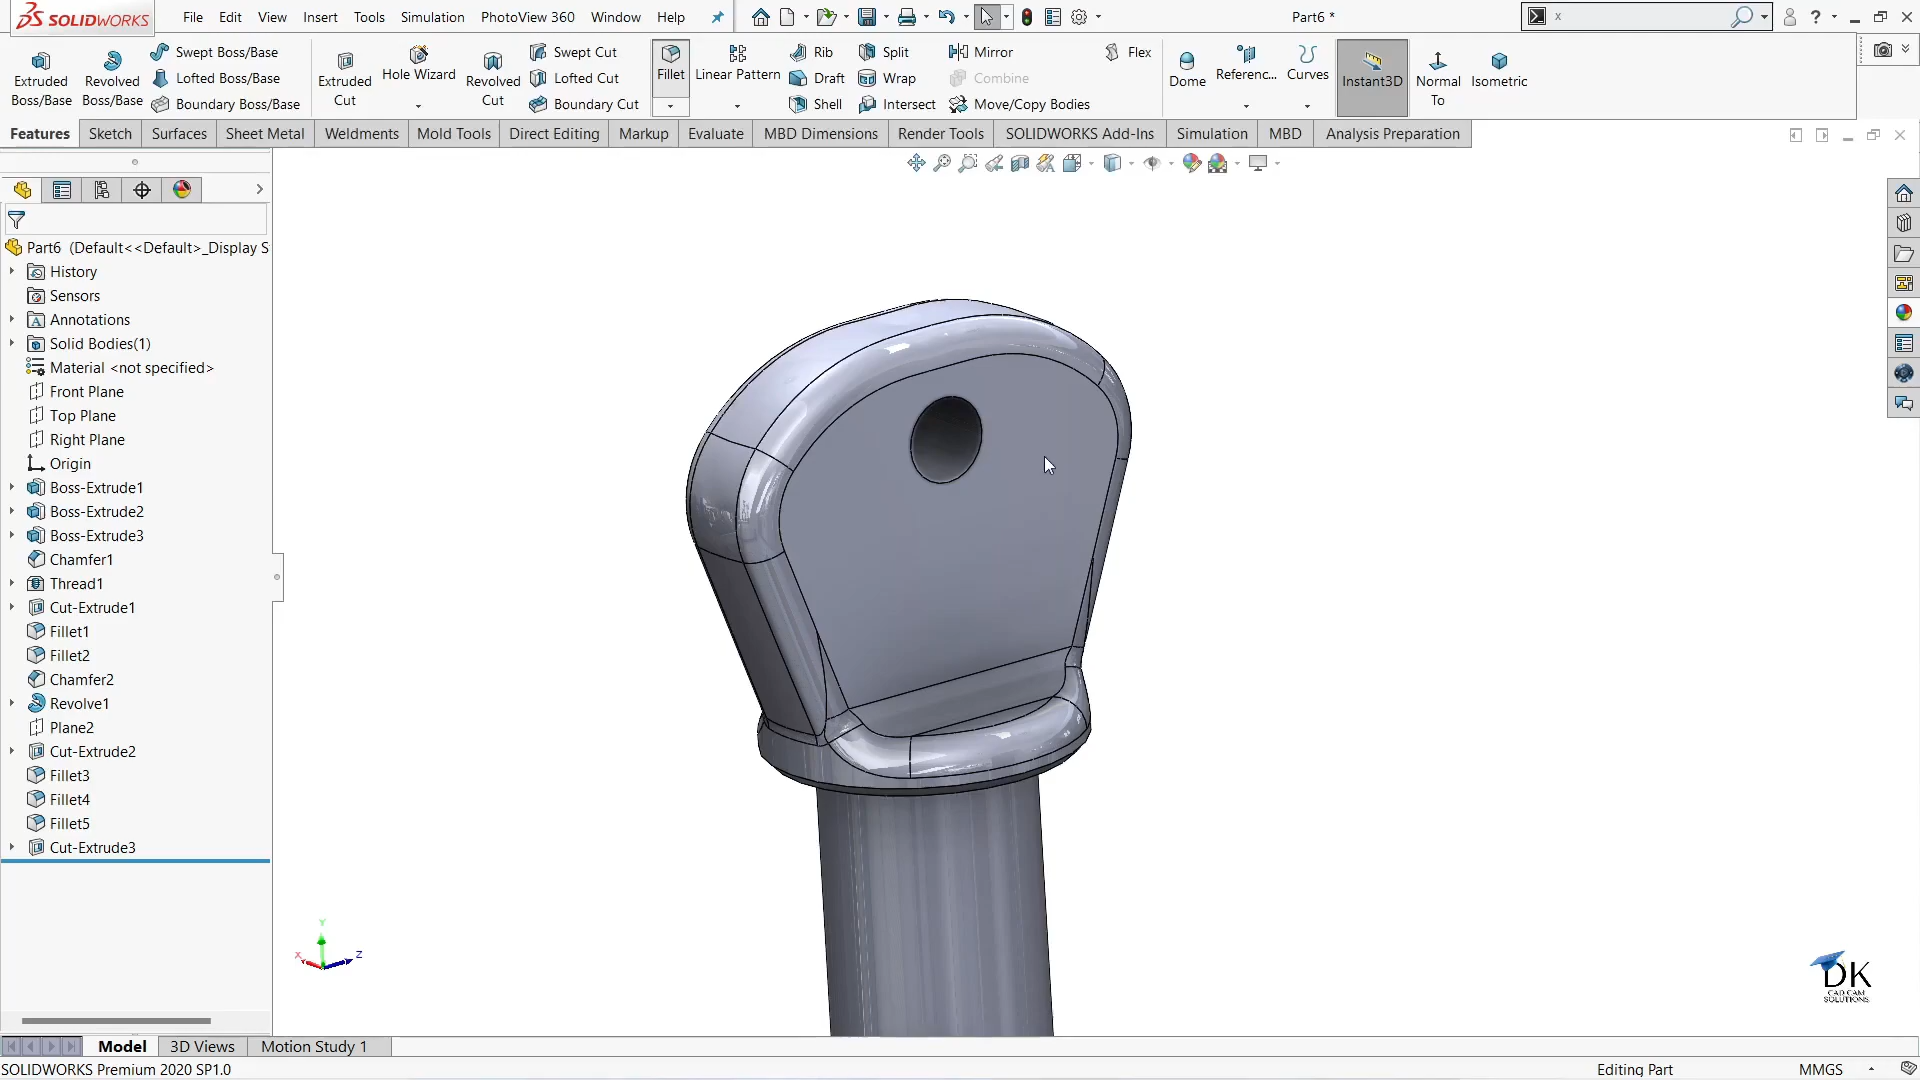 SOLIDWORKS File Edit View Insert Tools Simulation PhotoView 360 Window Help Part6 * x ?
Extruded Boss/Base Revolved Boss/Base Swept Boss/Base Lofted Boss/Base Boundary Boss/Base
Extruded Cut Hole Wizard Revolved Cut Swept Cut Lofted Cut Boundary Cut
Fillet Linear Pattern Rib Draft Shell Split Wrap Intersect Mirror Combine Move/Copy Bodies Flex
Dome Referenc... Curves Instant3D Normal To Isometric
Features Sketch Surfaces Sheet Metal Weldments Mold Tools Direct Editing Markup Evaluate MBD Dimensions Render Tools SOLIDWORKS Add-Ins Simulation MBD Analysis Preparation
Part6 (Default<<Default>_Display S
History
Sensors
Annotations
Solid Bodies(1)
Material <not specified>
Front Plane
Top Plane
Right Plane
Origin
Boss-Extrude1
Boss-Extrude2
Boss-Extrude3
Chamfer1
Thread1
Cut-Extrude1
Fillet1
Fillet2
Chamfer2
Revolve1
Plane2
Cut-Extrude2
Fillet3
Fillet4
Fillet5
Cut-Extrude3
Y
X
Z
DK
CAD CAM
SOLUTIONS
Model 3D Views Motion Study 1
SOLIDWORKS Premium 2020 SP1.0 Editing Part MMGS